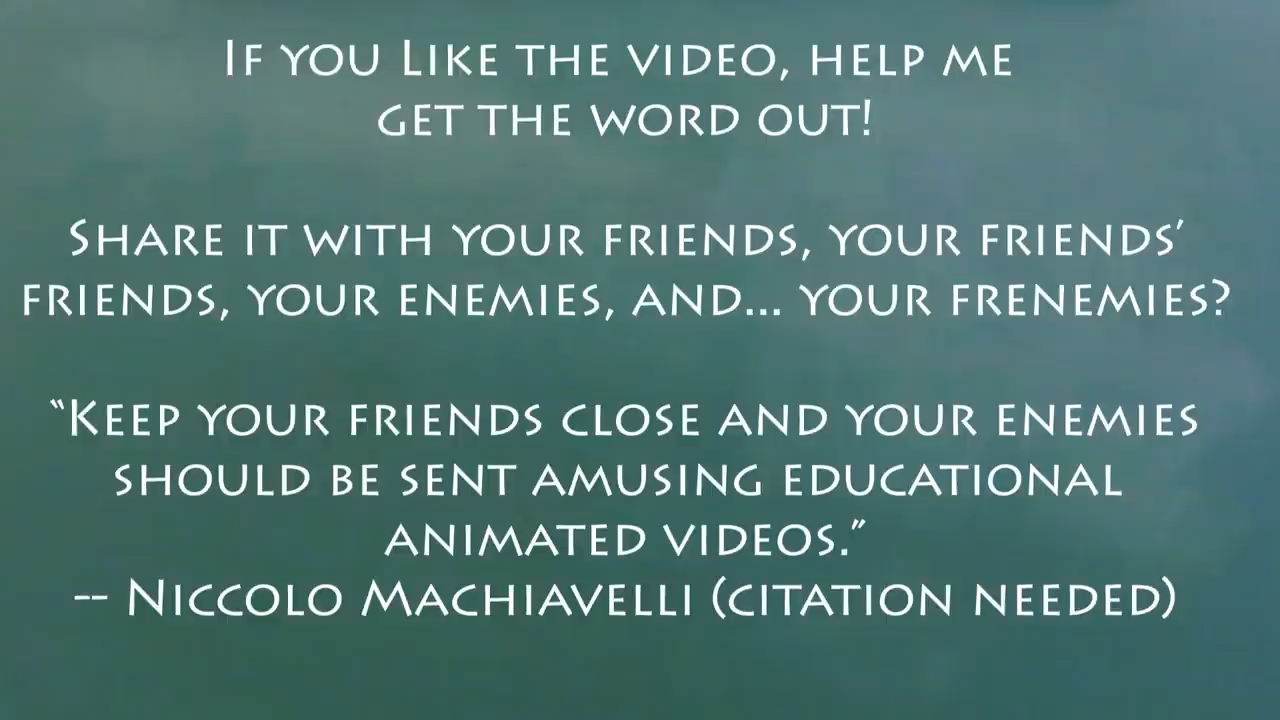 If you Like the video, help me
get the word out!
Share it with your friends, your friends’
friends, your enemies, and... your frenemies?
“Keep your friends close and your enemies
should be sent amusing educational
animated videos.”
-- Niccolo Machiavelli (citation needed)